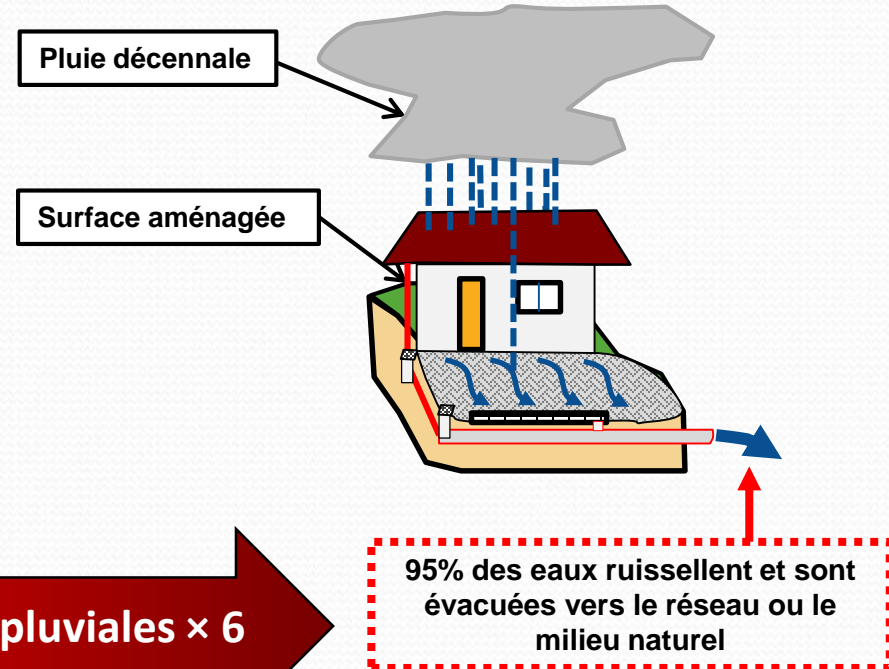 Pluie décennale
Surface aménagée
pluviales × 6
95% des eaux ruissellent et sont
évacuées vers le réseau ou le
milieu naturel